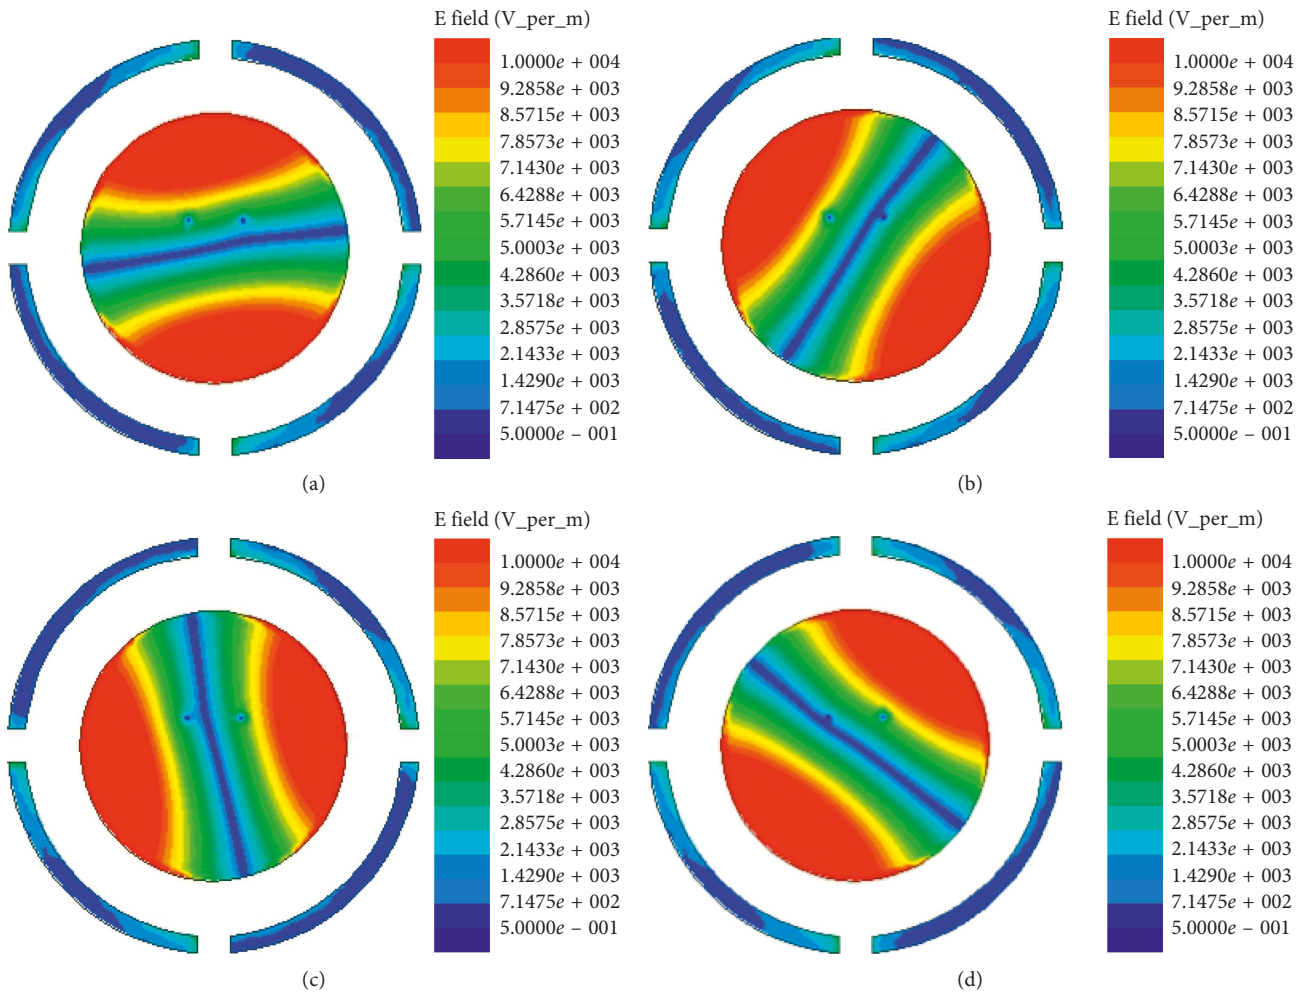 E field (V_per_m)
1.0000e + 004
9.2858e + 003
8.5715e + 003
7.8573e + 003
7.1430e + 003
6.4288e + 003
5.7145e + 003
5.0003e + 003
4.2860e + 003
3.5718e + 003
2.8575e + 003
2.1433e + 003
1.4290e + 003
7.1475e + 002
5.0000e – 001
(a)
E field (V_per_m)
1.0000e + 004
9.2858e + 003
8.5715e + 003
7.8573e + 003
7.1430e + 003
6.4288e + 003
5.7145e + 003
5.0003e + 003
4.2860e + 003
3.5718e + 003
2.8575e + 003
2.1433e + 003
1.4290e + 003
7.1475e + 002
5.0000e – 001
(b)
E field (V_per_m)
1.0000e + 004
9.2858e + 003
8.5715e + 003
7.8573e + 003
7.1430e + 003
6.4288e + 003
5.7145e + 003
5.0003e + 003
4.2860e + 003
3.5718e + 003
2.8575e + 003
2.1433e + 003
1.4290e + 003
7.1475e + 002
5.0000e – 001
(c)
E field (V_per_m)
1.0000e + 004
9.2858e + 003
8.5715e + 003
7.8573e + 003
7.1430e + 003
6.4288e + 003
5.7145e + 003
5.0003e + 003
4.2860e + 003
3.5718e + 003
2.8575e + 003
2.1433e + 003
1.4290e + 003
7.1475e + 002
5.0000e – 001
(d)